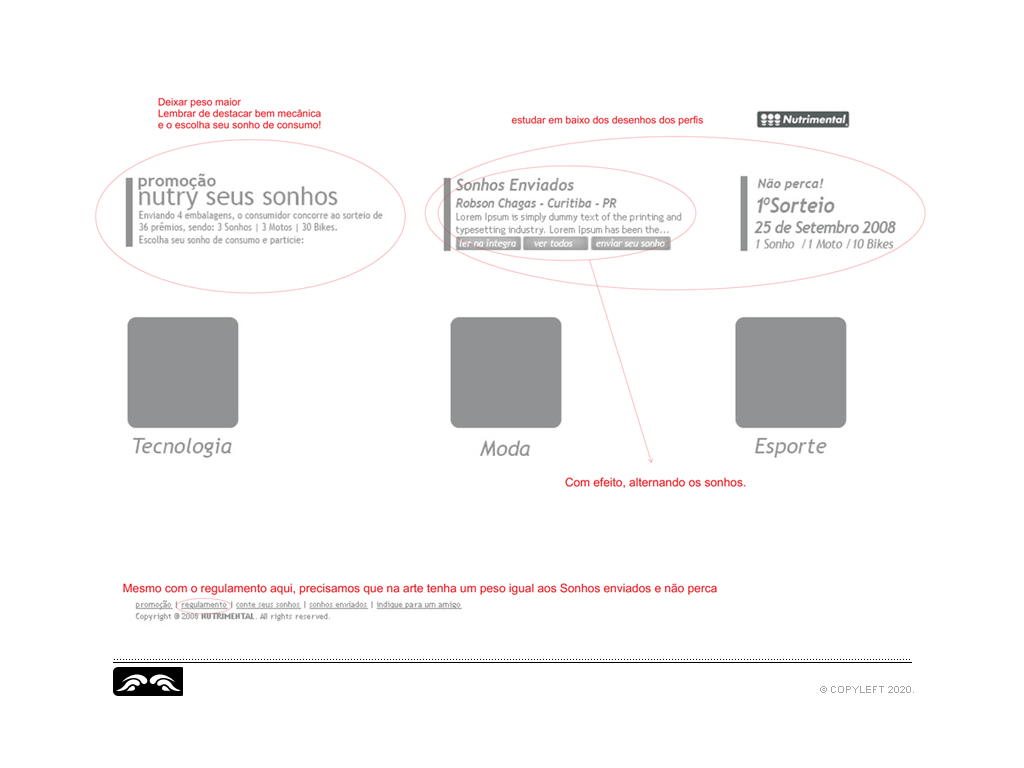 Deixar peso maior
Lembrar de destacar bem mecânica
e o escolha seu sonho de consumo!
estudar em baixo dos desenhos dos perfis
Nutrimental
promoção
nutry seus sonhos
Enviando 4 embalagens, o consumidor concorre ao sorteio de
36 prêmios, sendo: 3 Sonhos | 3 Motos | 30 Bikes.
Escolha seu sonho de consumo e particie:
Sonhos Enviados
Robson Chagas - Curitiba - PR
Lorem Ipsum is simply dummy text of the printing and
typesetting industry. Lorem Ipsum has been the...
ler na íntegra ver todos enviar seu sonho
Não perca!
1ºSorteio
25 de Setembro 2008
1 Sonho / 1 Moto / 10 Bikes
Tecnologia
Moda
Esporte
Com efeito, alternando os sonhos.
Mesmo com o regulamento aqui, precisamos que na arte tenha um peso igual aos Sonhos enviados e não perca
promoção | regulamento | conte seus sonhos | sonhos enviados | indique para um amigo
Copyright © 2008 NUTRIMENTAL. All rights reserved.
© COPYLEFT 2020.